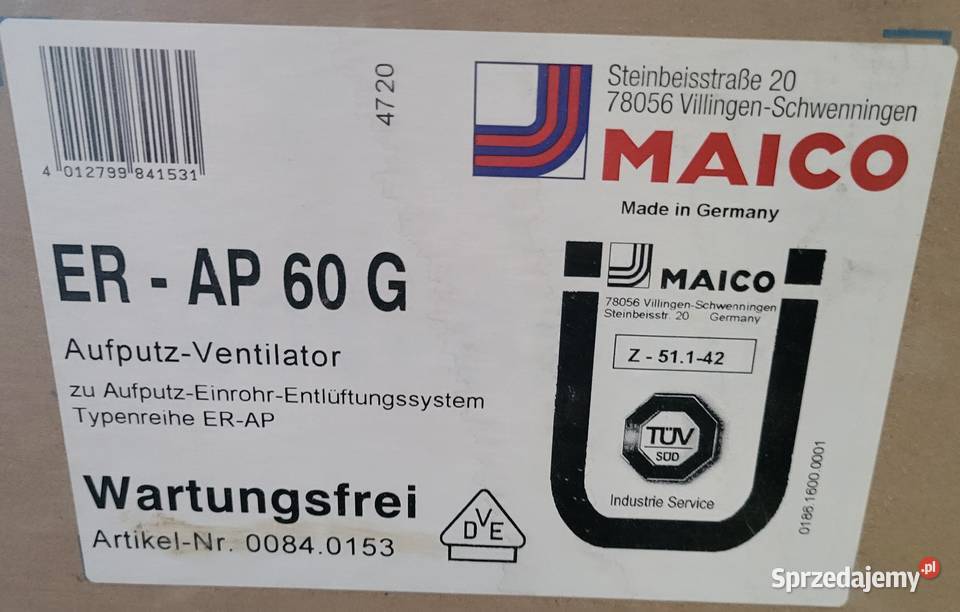 4 012799 841531
4720
Steinbeisstraße 20
78056 Villingen-Schwenningen
MAICO
Made in Germany
ER - AP 60 G
Aufputz-Ventilator
zu Aufputz-Einrohr-Entlüftungssystem
Typenreihe ER-AP
Wartungsfrei
Artikel-Nr. 0084.0153
VDE
MAICO
78056 Villingen-Schwenningen
Steinbeisstr. 20 Germany
Z - 51.1-42
TÜV
SÜD
Industrie Service
0186.1600.0001
Sprzedajemy.pl